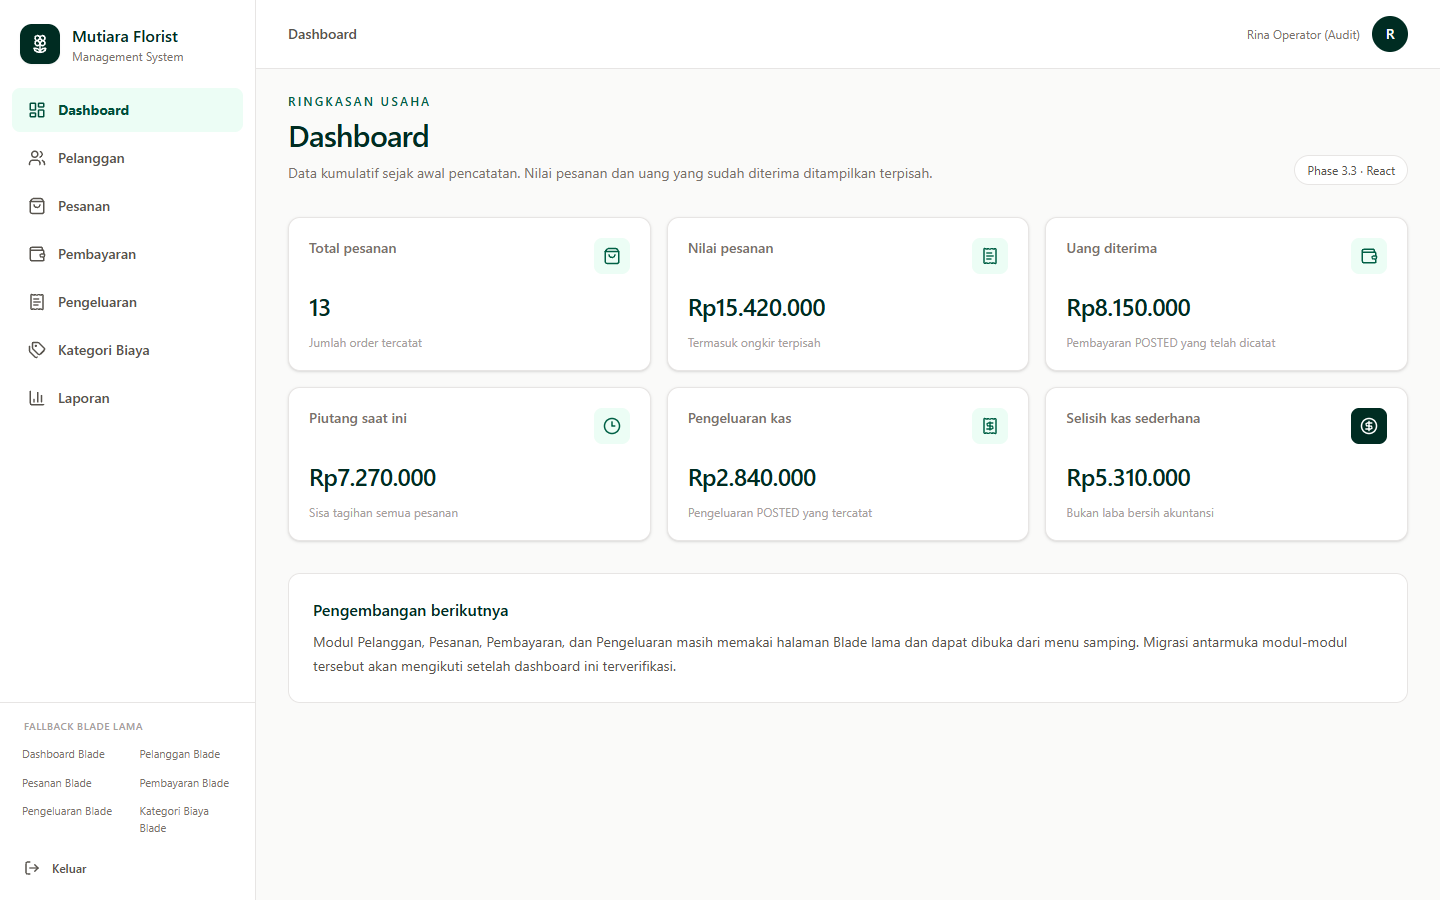 Mutiara Florist
Management System
Dashboard
Pelanggan
Pesanan
Pembayaran
Pengeluaran
Kategori Biaya
Laporan
FALLBACK BLADE LAMA
Dashboard Blade
Pelanggan Blade
Pesanan Blade
Pembayaran Blade
Pengeluaran Blade
Kategori Biaya
Blade
Keluar
Dashboard
Rina Operator (Audit)
R
RINGKASAN USAHA
Dashboard
Data kumulatif sejak awal pencatatan. Nilai pesanan dan uang yang sudah diterima ditampilkan terpisah.
Phase 3.3 · React
Total pesanan
13
Jumlah order tercatat
Nilai pesanan
Rp15.420.000
Termasuk ongkir terpisah
Uang diterima
Rp8.150.000
Pembayaran POSTED yang telah dicatat
Piutang saat ini
Rp7.270.000
Sisa tagihan semua pesanan
Pengeluaran kas
Rp2.840.000
Pengeluaran POSTED yang tercatat
Selisih kas sederhana
Rp5.310.000
Bukan laba bersih akuntansi
Pengembangan berikutnya
Modul Pelanggan, Pesanan, Pembayaran, dan Pengeluaran masih memakai halaman Blade lama dan dapat dibuka dari menu samping. Migrasi antarmuka modul-modul
tersebut akan mengikuti setelah dashboard ini terverifikasi.